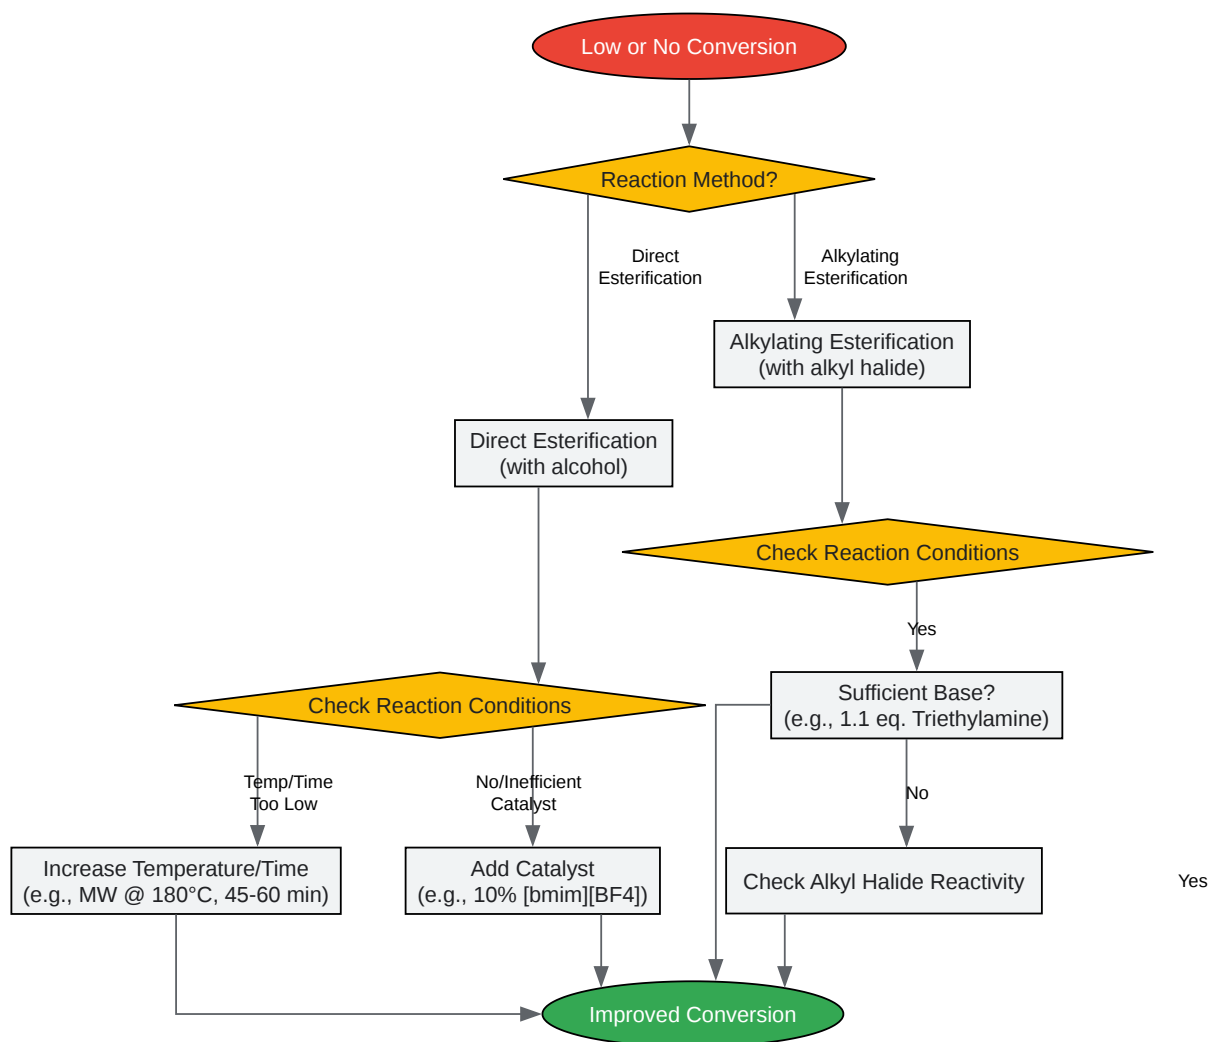 Low or No Conversion
Reaction Method?
Direct
Esterification
Alkylating
Esterification
Alkylating Esterification
(with alkyl halide)
Direct Esterification
(with alcohol)
Check Reaction Conditions
Yes
Sufficient Base?
(e.g., 1.1 eq. Triethylamine)
Check Reaction Conditions
Temp/Time
Too Low
No/Inefficient
Catalyst
No
Increase Temperature/Time
(e.g., MW @ 180°C, 45-60 min)
Add Catalyst
(e.g., 10% [bmim][BF4])
Check Alkyl Halide Reactivity
Yes
Improved Conversion